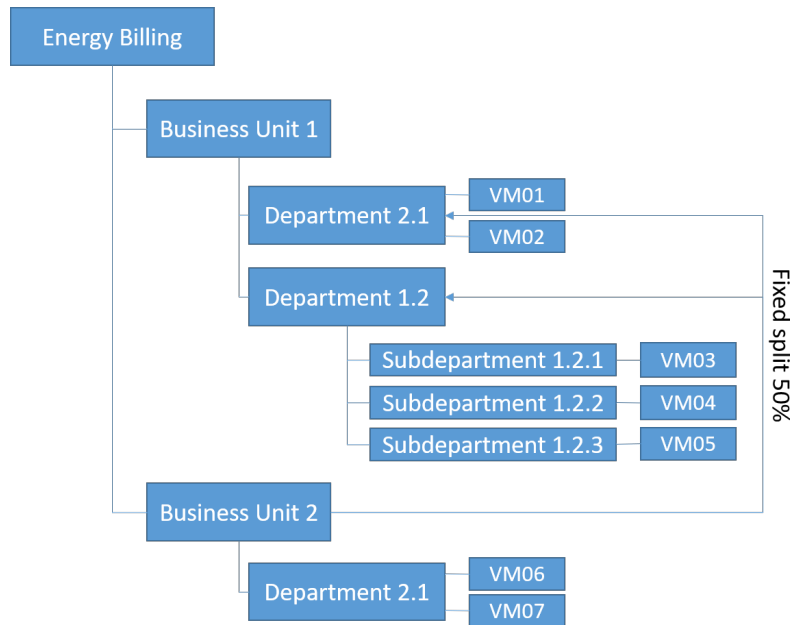 Energy Billing
Business Unit 1
Department 2.1
VM01
VM02
Department 1.2
Subdepartment 1.2.1
VM03
Subdepartment 1.2.2
VM04
Subdepartment 1.2.3
VM05
Fixed split 50%
Business Unit 2
Department 2.1
VM06
VM07